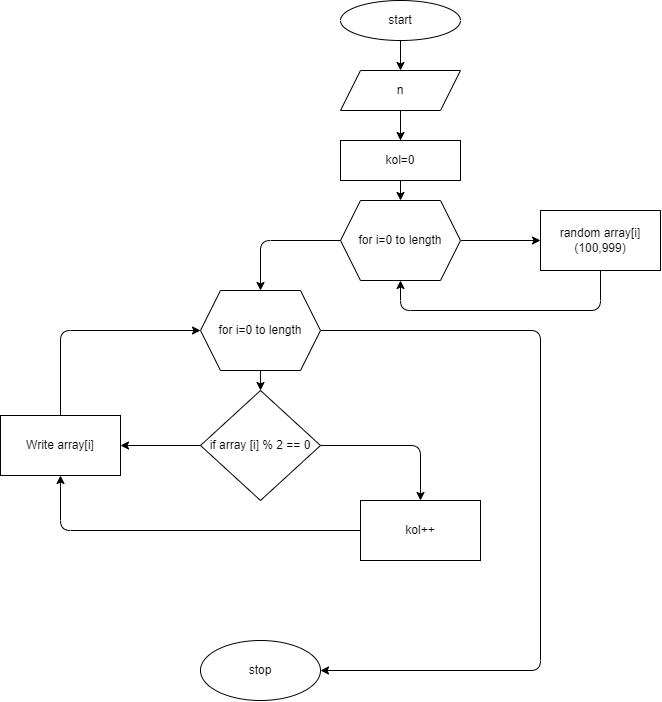 start
n
kol=0
for i=0 to length
random array[i]
(100,999)
for i=0 to length
Write array[i]
if array [i] % 2 == 0
kol++
stop